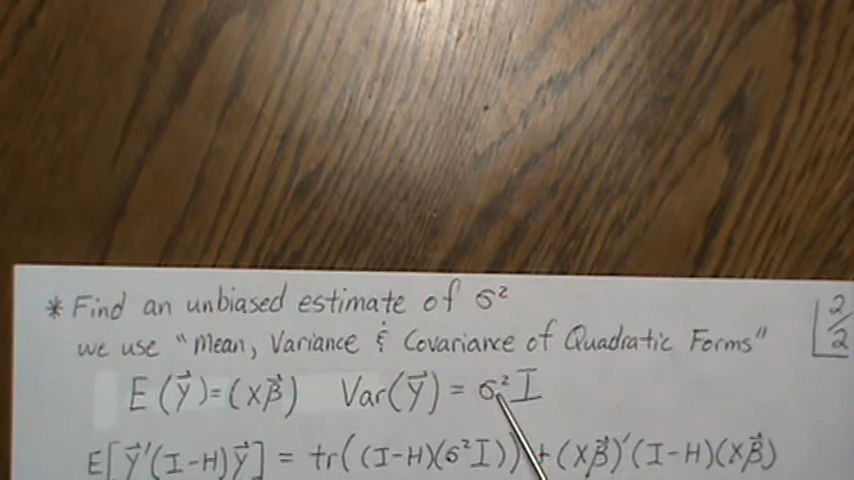 * Find an unbiased estimate of σ²
we use "Mean, Variance & Covariance of Quadratic Forms"
2/2
E(Y⃗)=(Xβ⃗) Var(Y⃗) = σ²I
E[Y⃗'(I-H)Y⃗] = tr((I-H)(σ²I)) + (Xβ⃗)'(I-H)(Xβ⃗)